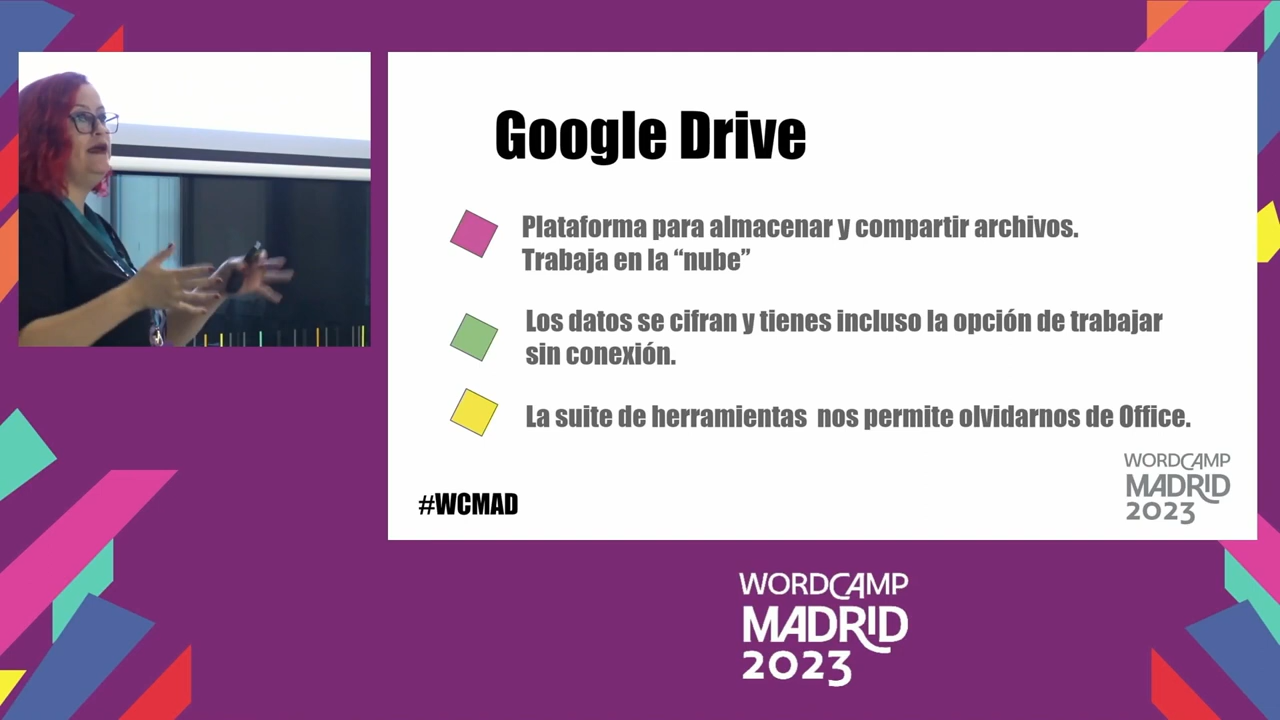 Google Drive
Plataforma para almacenar y compartir archivos.
Trabaja en la “nube”
Los datos se cifran y tienes incluso la opción de trabajar
sin conexión.
La suite de herramientas  nos permite olvidarnos de Office.
#WCMAD
WORDCAMP
MADRID
2023
WORDCAMP
MADRID
2023